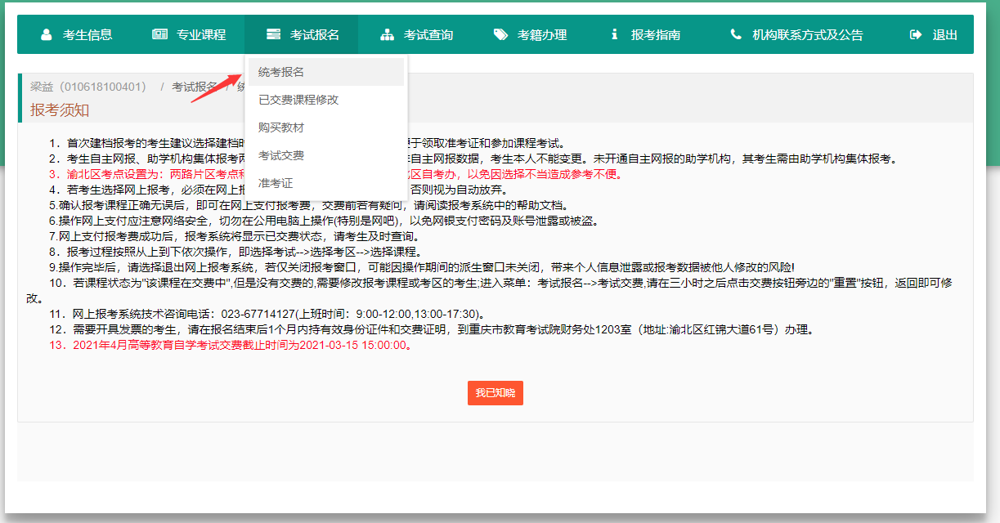 考生信息 专业课程 考试报名 考试查询 考籍办理 报考指南 机构联系方式及公告 退出
统考报名
已交费课程修改
购买教材
考试交费
准考证
梁益（010618100401） / 考试报名 / 统
报考须知
1．首次建档报考的考生建议选择建档时 便于领取准考证和参加课程考试。
2．考生自主网报、助学机构集体报考两 自主网报数据，考生本人不能变更。未开通自主网报的助学机构，其考生需由助学机构集体报考。
3．渝北区考点设置为：两路片区考点和 北区自考办，以免因选择不当造成参考不便。
4．若考生选择网上报考，必须在网上报 否则视为自动放弃。
5.确认报考课程正确无误后，即可在网上支付报考费，交费前若有疑问，请阅读报考系统中的帮助文档。
6.操作网上支付应注意网络安全，切勿在公用电脑上操作(特别是网吧)，以免网银支付密码及账号泄露或被盗。
7.网上支付报考费成功后，报考系统将显示已交费状态，请考生及时查询。
8．报考过程按照从上到下依次操作，即选择考试-->选择考区-->选择课程。
9.操作完毕后，请选择退出网上报考系统，若仅关闭报考窗口，可能因操作期间的派生窗口未关闭，带来个人信息泄露或报考数据被他人修改的风险!
10．若课程状态为"该课程在交费中",但是没有交费的,需要修改报考课程或考区的考生;进入菜单：考试报名-->考试交费,请在三小时之后点击交费按钮旁边的"重置"按钮，返回即可修
改。
11．网上报考系统技术咨询电话：023-67714127(上班时间：9:00-12:00,13:00-17:30)。
12．需要开具发票的考生，请在报名结束后1个月内持有效身份证件和交费证明，到重庆市教育考试院财务处1203室（地址:渝北区红锦大道61号）办理。
13．2021年4月高等教育自学考试交费截止时间为2021-03-15 15:00:00。
我已知晓